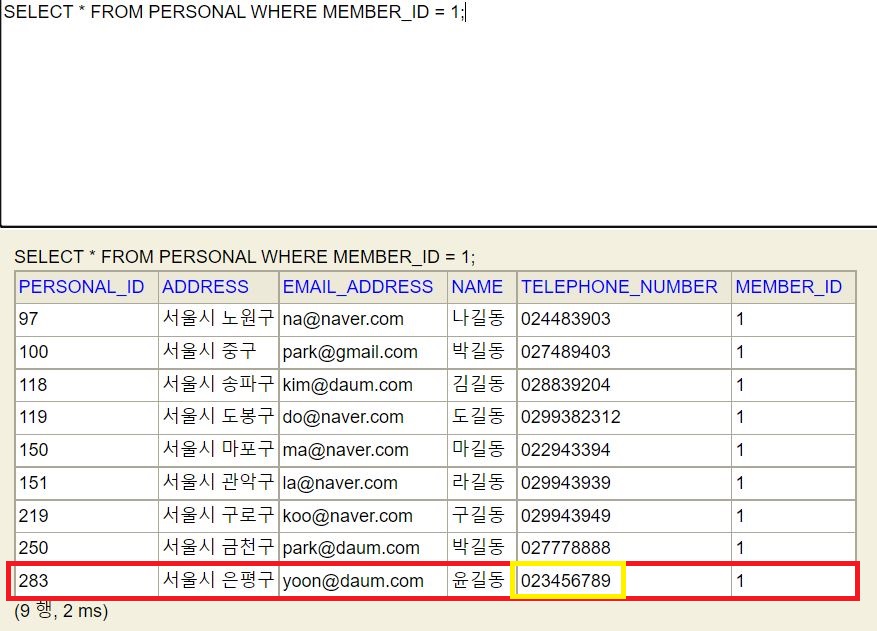 SELECT * FROM PERSONAL WHERE MEMBER_ID = 1;
SELECT * FROM PERSONAL WHERE MEMBER_ID = 1;
PERSONAL_ID ADDRESS EMAIL_ADDRESS NAME TELEPHONE_NUMBER MEMBER_ID
97 서울시 노원구 na@naver.com 나길동 024483903 1
100 서울시 중구 park@gmail.com 박길동 027489403 1
118 서울시 송파구 kim@daum.com 김길동 028839204 1
119 서울시 도봉구 do@naver.com 도길동 0299382312 1
150 서울시 마포구 ma@naver.com 마길동 022943394 1
151 서울시 관악구 la@naver.com 라길동 029943939 1
219 서울시 구로구 koo@naver.com 구길동 029943949 1
250 서울시 금천구 park@daum.com 박길동 027778888 1
283 서울시 은평구 yoon@daum.com 윤길동 023456789 1
(9 행, 2 ms)